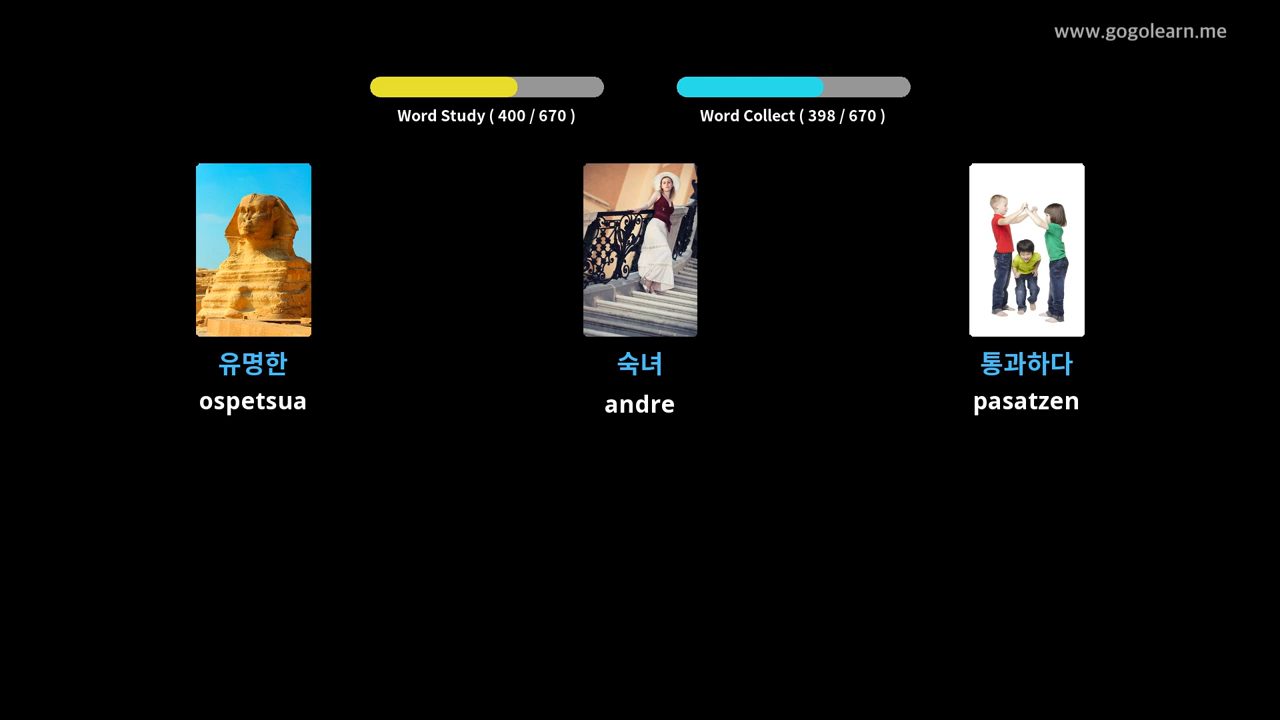 www.gogolearn.me
Word Study ( 400 / 670 )
Word Collect ( 398 / 670 )
유명한
숙녀
통과하다
ospetsua
andre
pasatzen